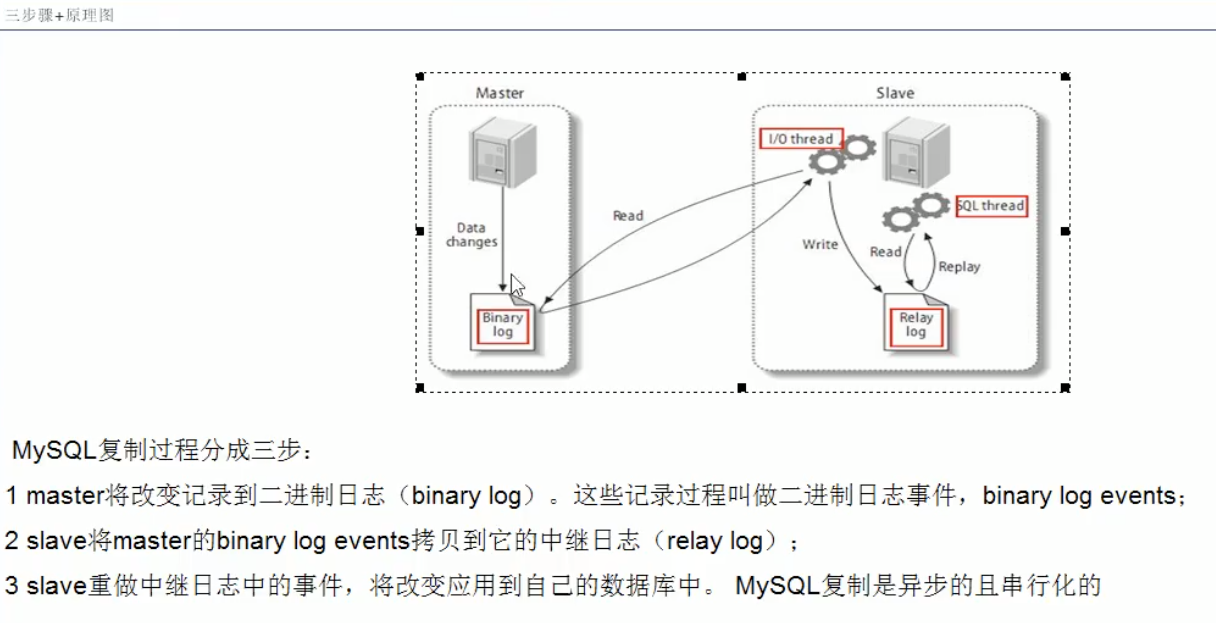 三步骤+原理图
Master
Slave
I/O thread
SQL thread
Data
changes
Read
Write
Read
Replay
Binary
log
Relay
log
MySQL复制过程分成三步：
1 master将改变记录到二进制日志（binary log）。这些记录过程叫做二进制日志事件，binary log events；
2 slave将master的binary log events拷贝到它的中继日志（relay log）；
3 slave重做中继日志中的事件，将改变应用到自己的数据库中。 MySQL复制是异步的且串行化的